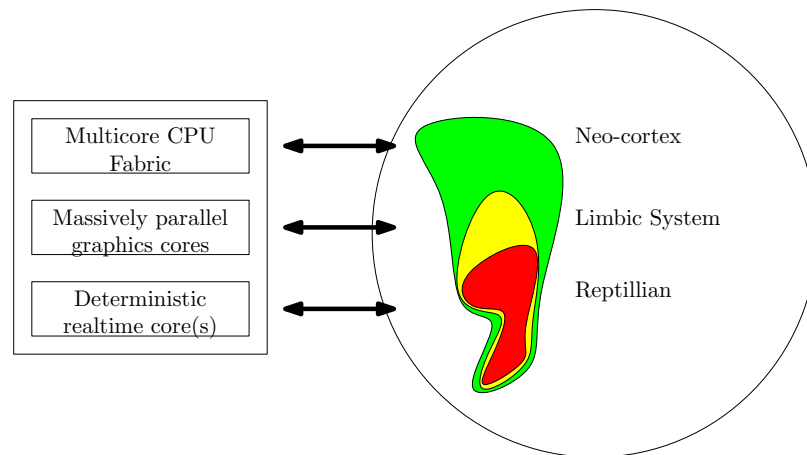 Multicore CPU
Fabric
Massively parallel
graphics cores
Deterministic
realtime core(s)
Neo-cortex
Limbic System
Reptillian